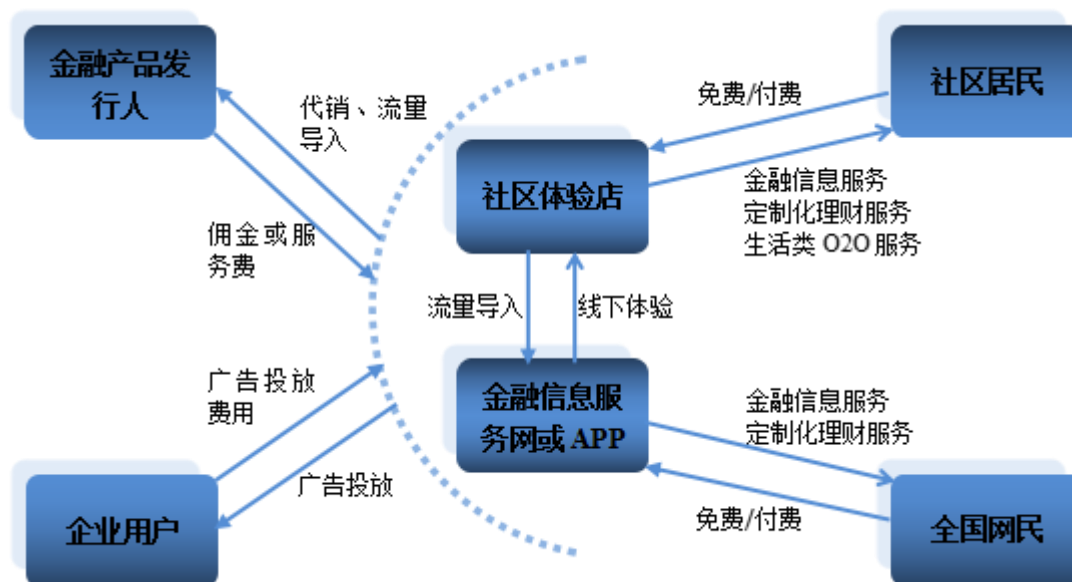 金融产品发
行人
代销、流量
导入
佣金或服
务费
免费/付费
社区居民
社区体验店
金融信息服务
定制化理财服务
生活类 O2O 服务
流量导入
线下体验
广告投放
费用
金融信息服
务网或 APP
金融信息服务
定制化理财服务
广告投放
企业用户
免费/付费
全国网民